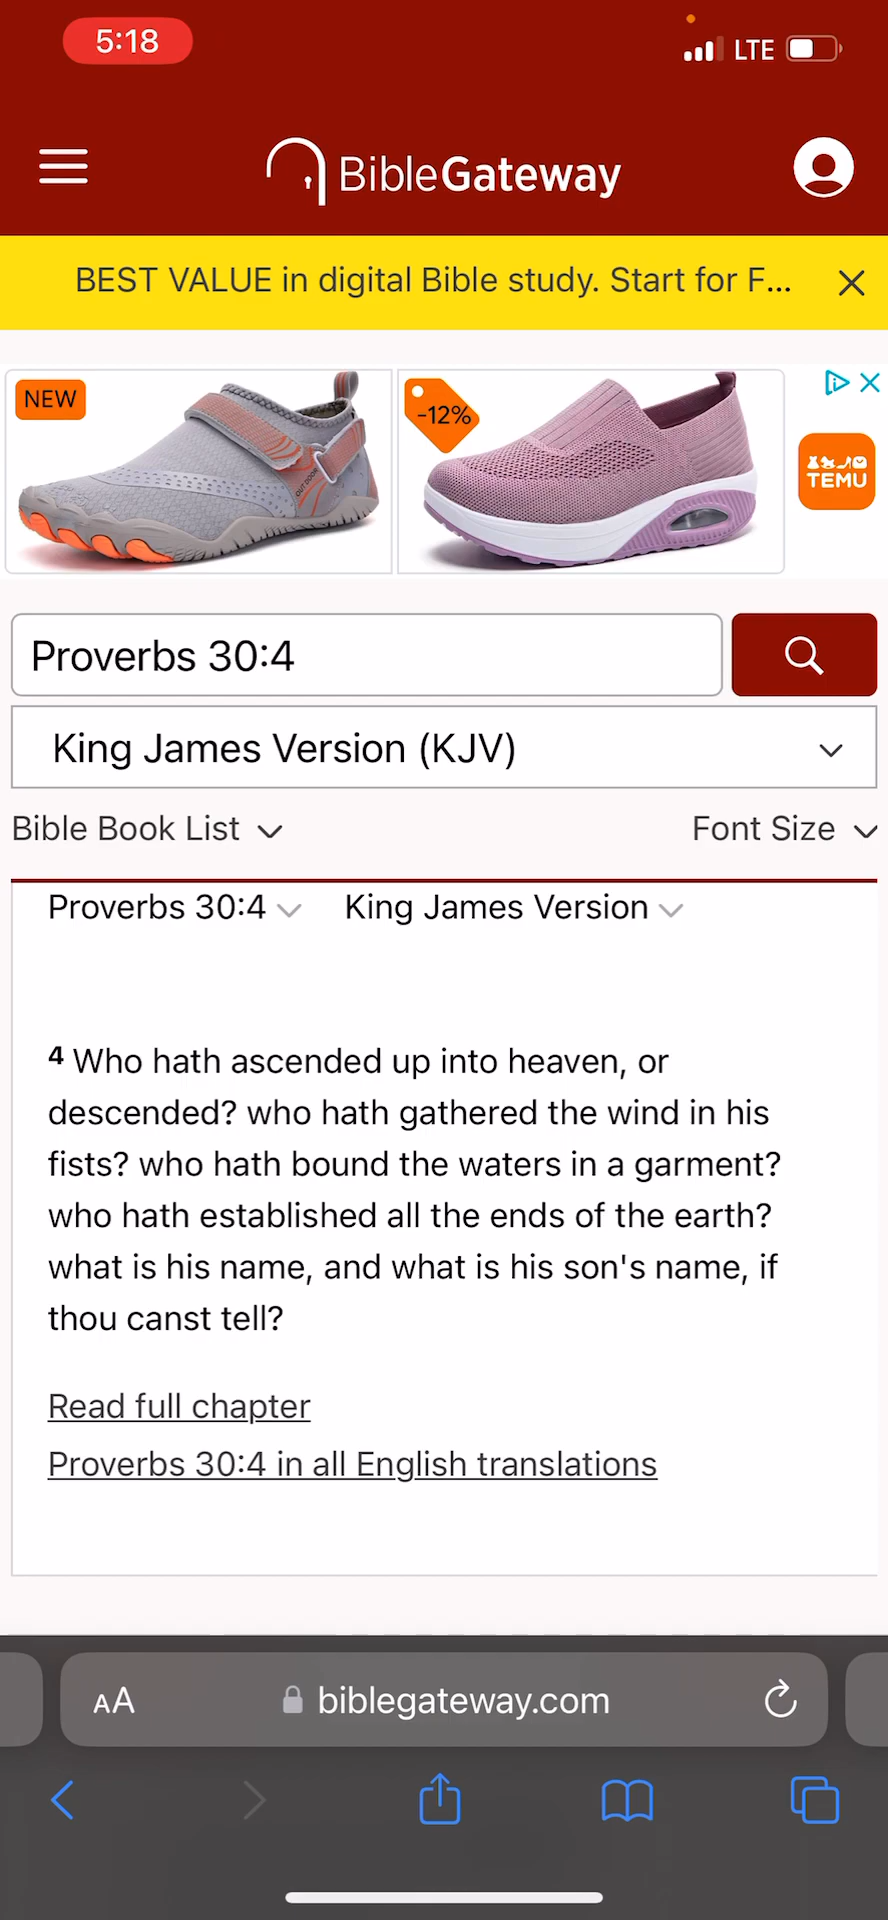 5:18
LTE
BibleGateway
BEST VALUE in digital Bible study. Start for F...
NEW
-12%
TEMU
Proverbs 30:4
King James Version (KJV)
Bible Book List
Font Size
Proverbs 30:4
King James Version
4 Who hath ascended up into heaven, or
descended? who hath gathered the wind in his
fists? who hath bound the waters in a garment?
who hath established all the ends of the earth?
what is his name, and what is his son's name, if
thou canst tell?
Read full chapter
Proverbs 30:4 in all English translations
AA
biblegateway.com